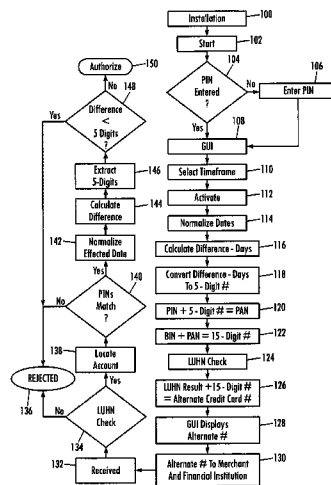 Installation
100
Start
102
PIN
Entered
?
104
No
Enter PIN
106
Yes
GUI
108
Select Timeframe
110
Activate
112
Normalize Dates
114
Calculate Difference - Days
116
Convert Difference - Days
To 5 - Digit #
118
PIN + 5 - Digit # = PAN
120
BIN + PAN = 15 - Digit #
122
LUHN Check
124
LUHN Result +15 - Digit #
= Alternate Credit Card #
126
GUI Displays
Alternate #
128
Alternate # To Merchant
And Financial Institution
130
Received
132
LUHN
Check
134
No
REJECTED
136
Yes
Locate
Account
138
PINs
Match
?
140
No
Yes
Normalize
Effected Date
142
Calculate
Difference
144
Extract
5-Digits
146
Difference
<
5 Digits
?
148
Yes
No
Authorize
150